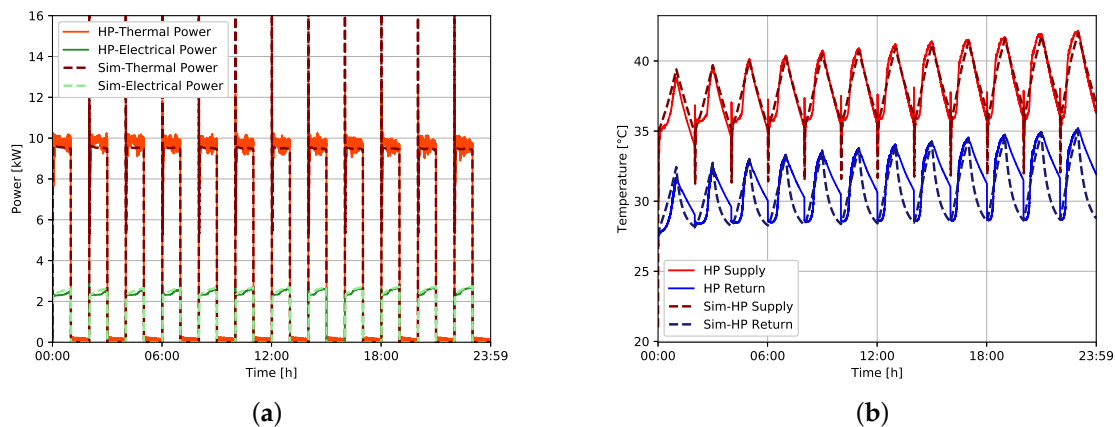 HP-Thermal Power
HP-Electrical Power
Sim-Thermal Power
Sim-Electrical Power
16
14
12
10
8
6
4
2
0
Power [kW]
00:00 06:00 12:00 18:00 23:59
Time [h]
(a)
40
35
30
25
20
Temperature [°C]
HP Supply
HP Return
Sim-HP Supply
Sim-HP Return
00:00 06:00 12:00 18:00 23:59
Time [h]
(b)